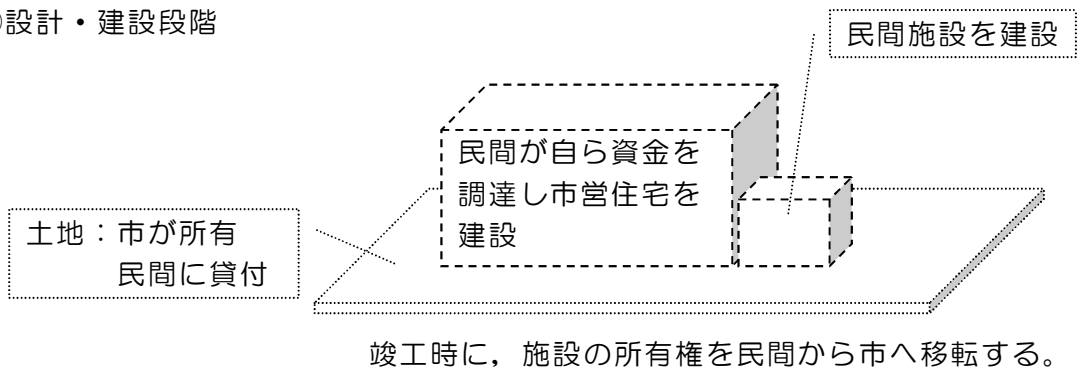 設計・建設段階
民間施設を建設
民間が自ら資金を
調達し市営住宅を
建設
土地：市が所有
民間に貸付
竣工時に，施設の所有権を民間から市へ移転する。